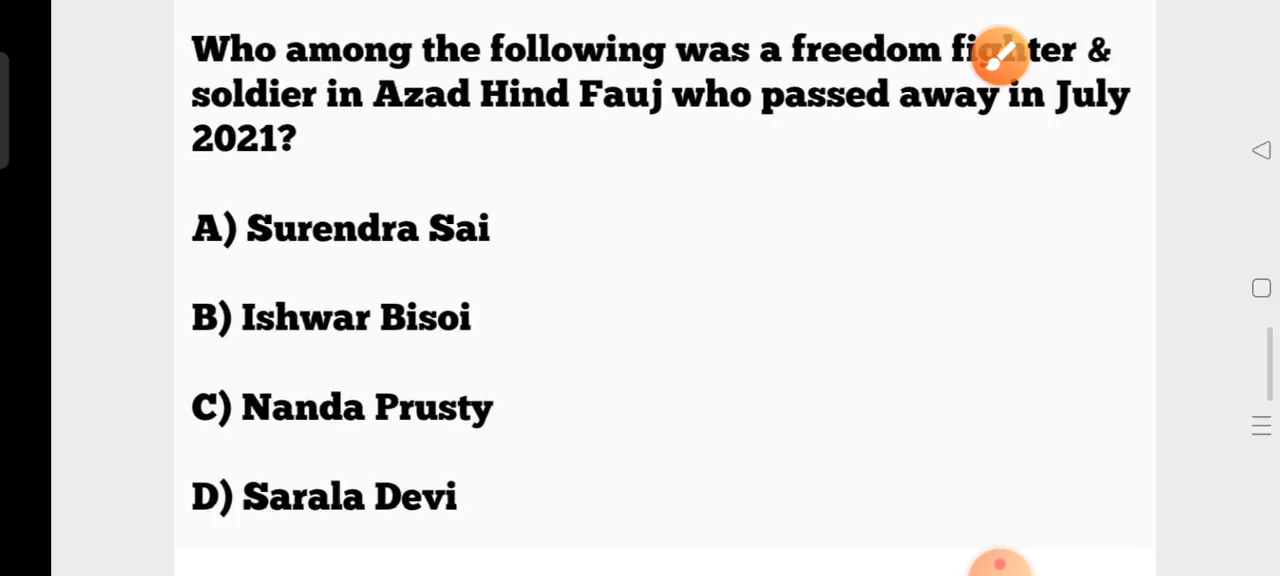 Who among the following was a freedom fighter &
soldier in Azad Hind Fauj who passed away in July
2021?
A) Surendra Sai
B) Ishwar Bisoi
C) Nanda Prusty
D) Sarala Devi